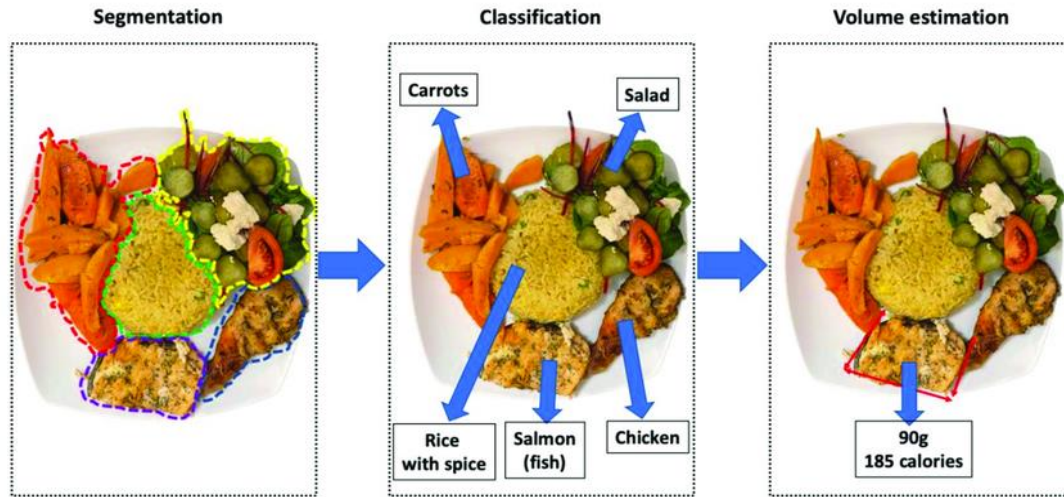 Segmentation
Classification
Volume estimation
Carrots
Salad
Rice
with spice
Salmon
(fish)
Chicken
90g
185 calories